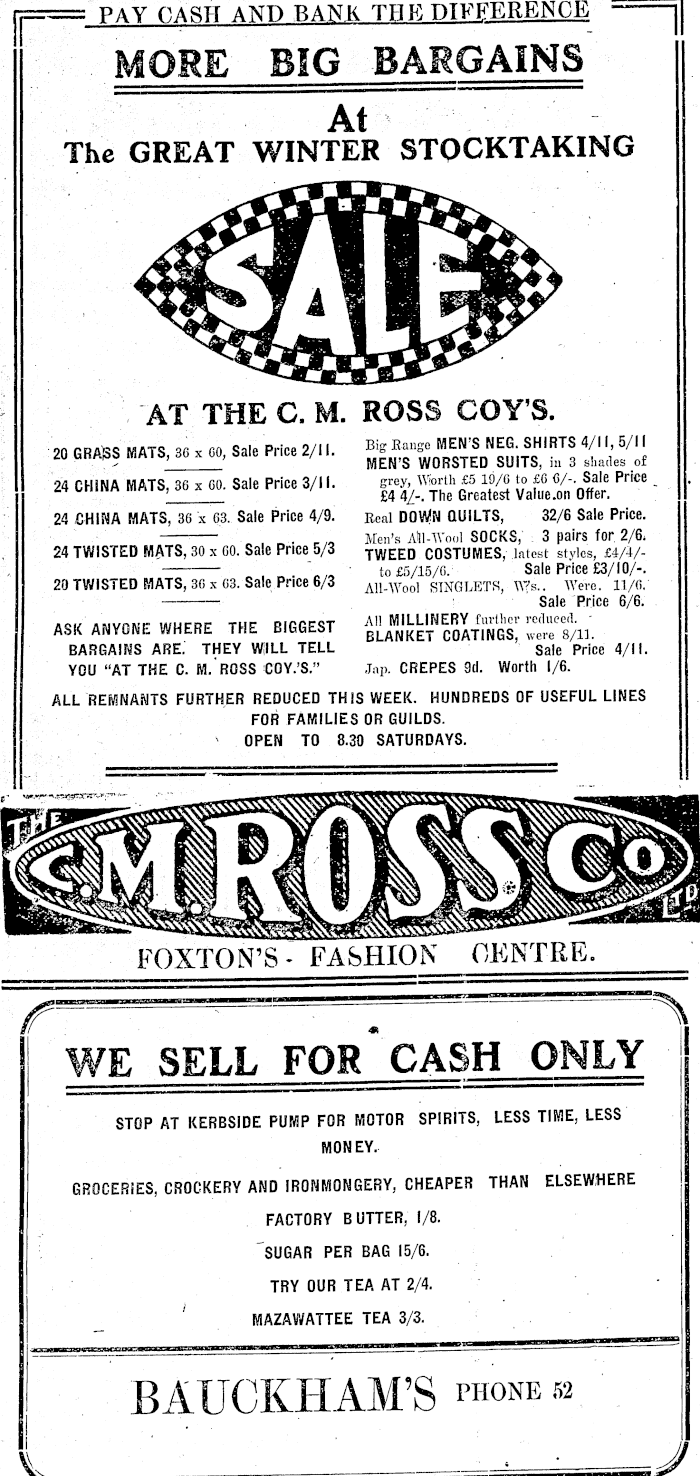 PAY CASH AND BANK THE DIFFERENCE
MORE BIG BARGAINS
At
The GREAT WINTER STOCKTAKING
SALE
AT THE C. M. ROSS COY'S.
20 GRASS MATS, 36 x 60, Sale Price 2/11.
24 CHINA MATS, 36 x 60. Sale Price 3/11.
24 CHINA MATS, 36 x 63. Sale Price 4/9.
24 TWISTED MATS, 30 x 60. Sale Price 5/3
20 TWISTED MATS, 36 x 63. Sale Price 6/3
ASK ANYONE WHERE THE BIGGEST
BARGAINS ARE. THEY WILL TELL
YOU "AT THE C. M. ROSS COY.'S."
Big Range MEN'S NEG. SHIRTS 4/11, 5/11
MEN'S WORSTED SUITS, in 3 shades of
grey, Worth £5 19/6 to £6 6/-. Sale Price
£4 4/-. The Greatest Value on Offer.
Real DOWN QUILTS, 32/6 Sale Price.
Men's All-Wool SOCKS, 3 pairs for 2/6.
TWEED COSTUMES, latest styles, £4/4/-
to £5/15/6. Sale Price £3/10/-.
All-Wool SINGLETS, W's.. Were. 11/6.
Sale Price 6/6.
All MILLINERY further reduced.
BLANKET COATINGS, were 8/11.
Sale Price 4/11.
Jap. CREPES 9d. Worth 1/6.
ALL REMNANTS FURTHER REDUCED THIS WEEK. HUNDREDS OF USEFUL LINES
FOR FAMILIES OR GUILDS.
OPEN TO 8.30 SATURDAYS.
THE C.M.ROSS Co LTD
FOXTON'S - FASHION CENTRE.
WE SELL FOR CASH ONLY
STOP AT KERBSIDE PUMP FOR MOTOR SPIRITS, LESS TIME, LESS
MONEY.
GROCERIES, CROCKERY AND IRONMONGERY, CHEAPER THAN ELSEWHERE
FACTORY BUTTER, 1/8.
SUGAR PER BAG 15/6.
TRY OUR TEA AT 2/4.
MAZAWATTEE TEA 3/3.
BAUCKHAM'S PHONE 52